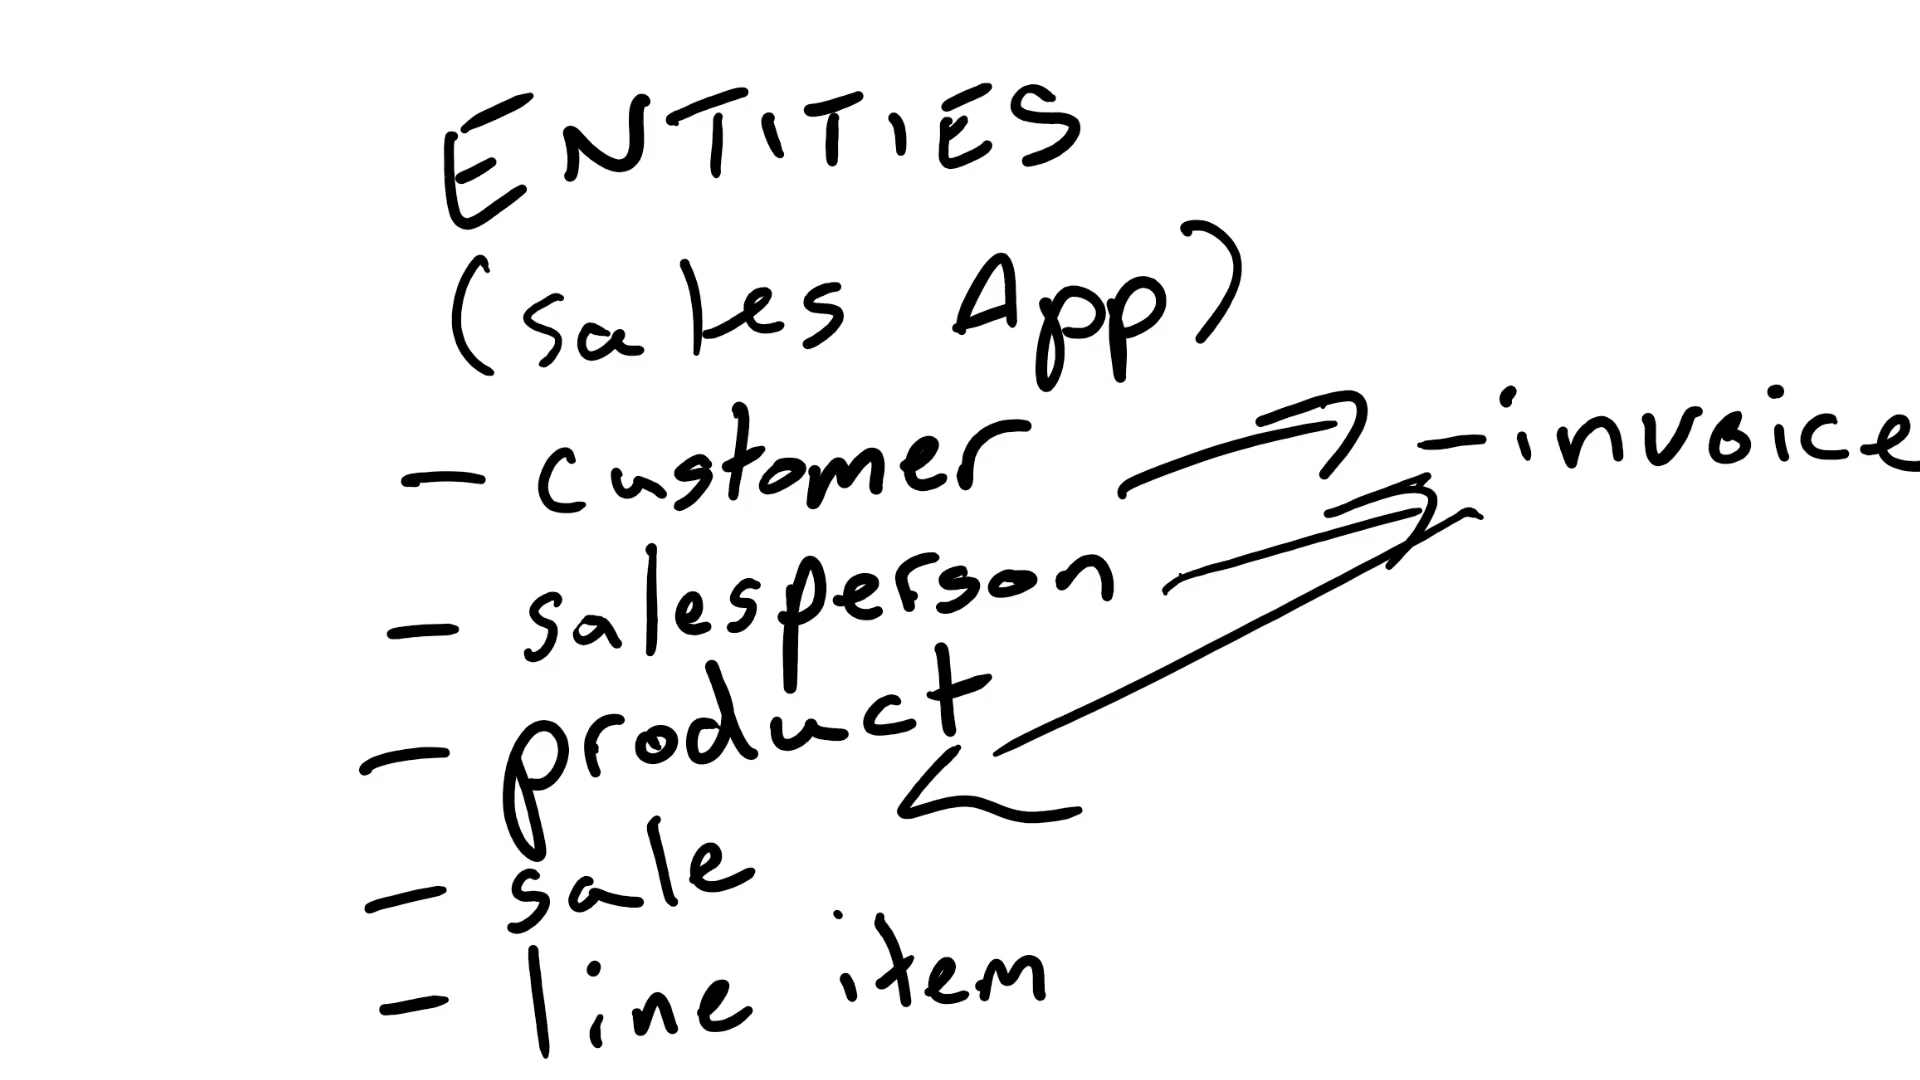 ENTITIES
(sales App)
- customer
- invoice
- salesperson
- product
- sale
- line item